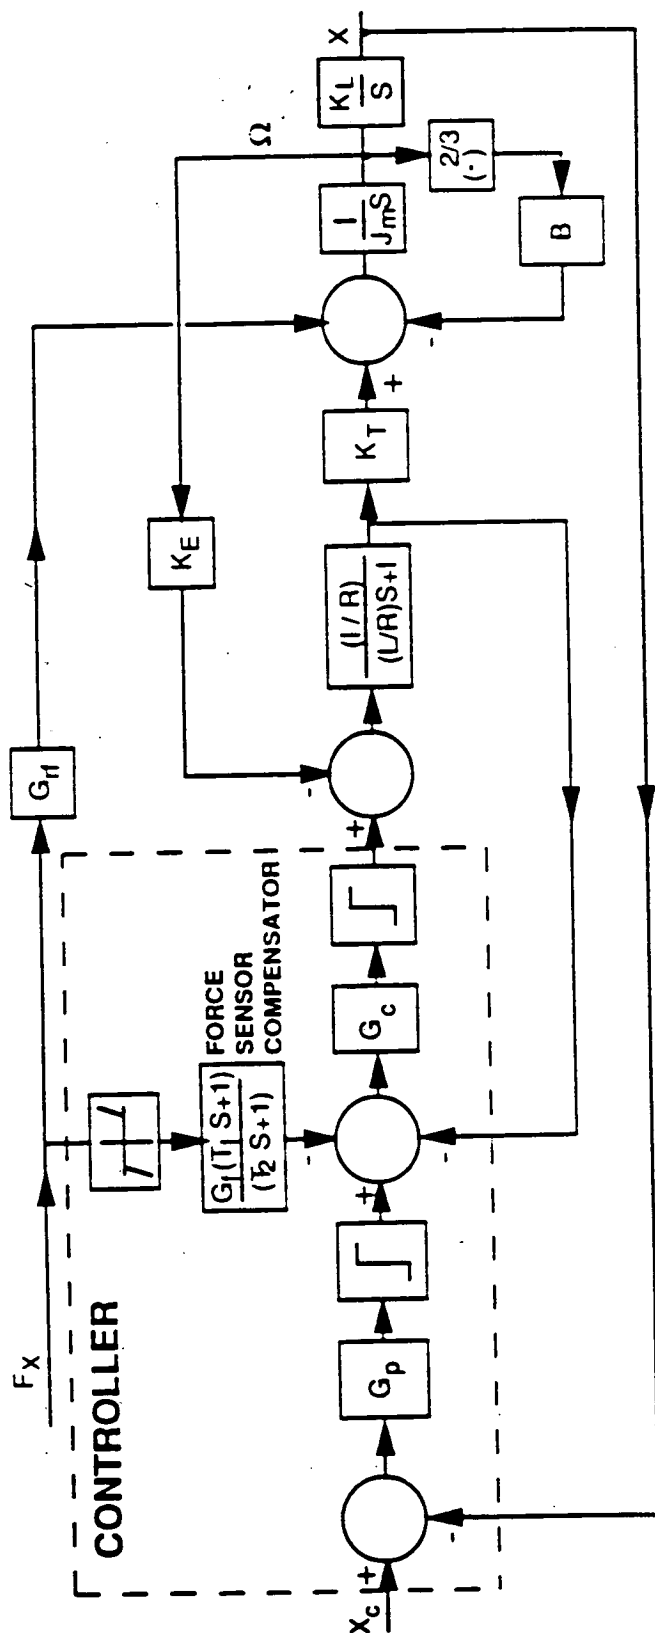 F_X
CONTROLLER
G_rf
K_E
Ω
FORCE
SENSOR
COMPENSATOR
G_f(T_1 S+1)
(T_2 S+1)
X_c
+
-
G_p
+
-
-
G_c
+
-
(1/R)
(L/R)S+1
K_T
+
-
1
J_mS
K_L
S
X
2/3
(·)
B